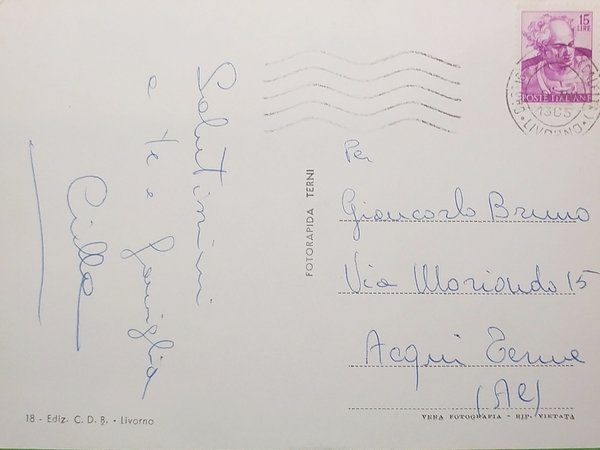 Salutissimi
a te e famiglia
15
LIRE
POSTE ITALIANE
LIVORNO
FOTORAPIDA TERNI
Per
Giancarlo Bruno
Via Moriondo 15
Acqui Terme
(Al)
18 - Ediz. C. D. B. - Livorno
VERA FOTOGRAFIA - RIP. VIETATA